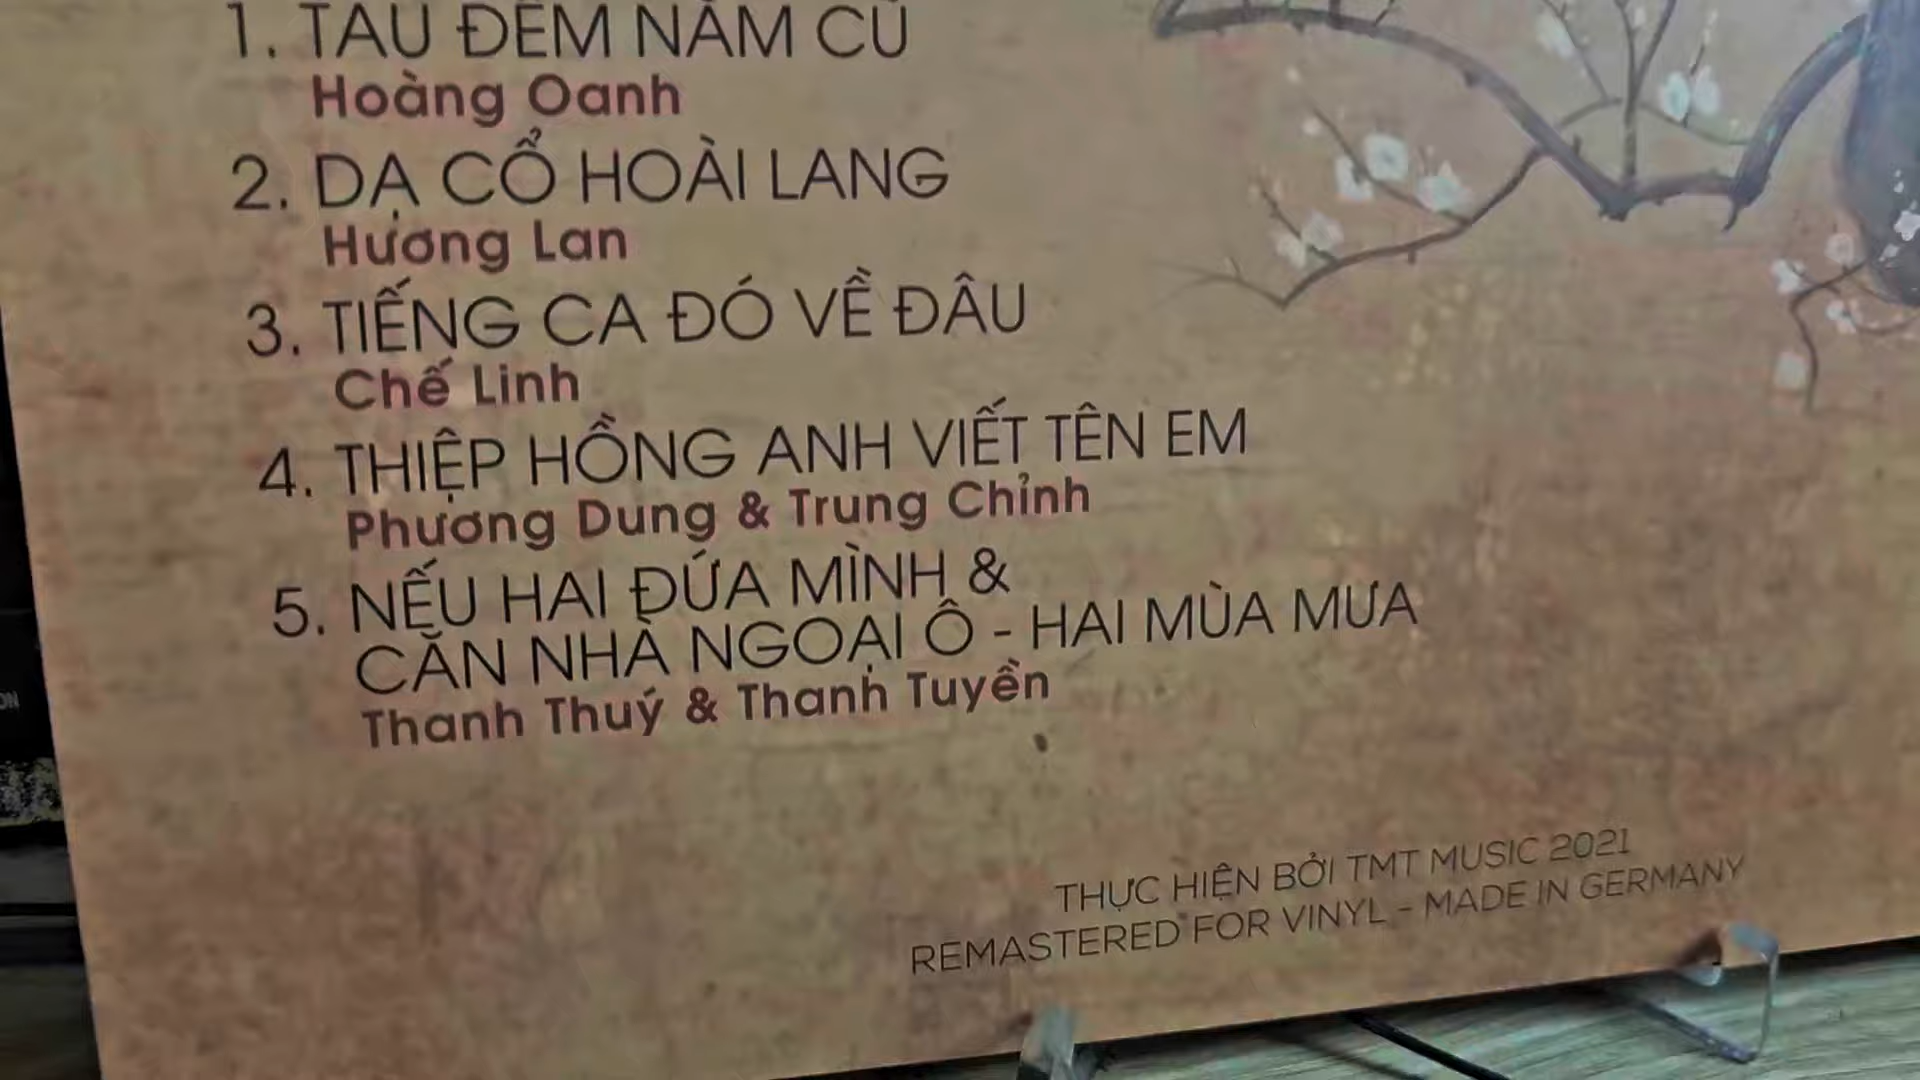 1. TÀU ĐÊM NĂM CŨ
Hoàng Oanh
2. DẠ CỔ HOÀI LANG
Hương Lan
3. TIẾNG CA ĐÓ VỀ ĐÂU
Chế Linh
4. THIỆP HỒNG ANH VIẾT TÊN EM
Phương Dung & Trung Chỉnh
5. NẾU HAI ĐỨA MÌNH &
CĂN NHÀ NGOẠI Ô - HAI MÙA MƯA
Thanh Thuý & Thanh Tuyền
THỰC HIỆN BỞI TMT MUSIC 2021
REMASTERED FOR VINYL - MADE IN GERMANY